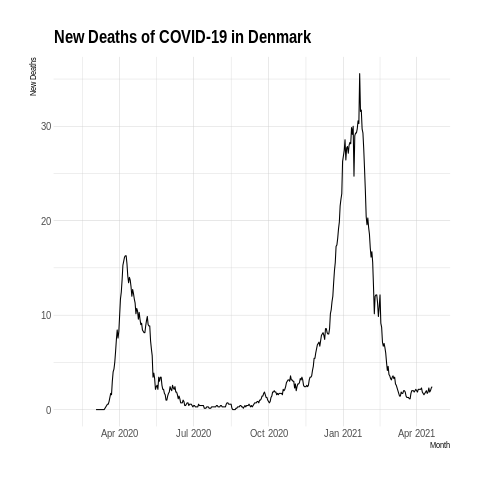 New Deaths of COVID-19 in Denmark
New Deaths
30
20
10
0
Apr 2020 Jul 2020 Oct 2020 Jan 2021 Apr 2021
Month